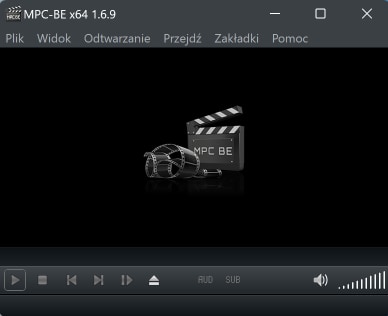 MPC-BE x64 1.6.9
Plik Widok Odtwarzanie Przejdź Zakładki Pomoc
MPC BE
AUD SUB